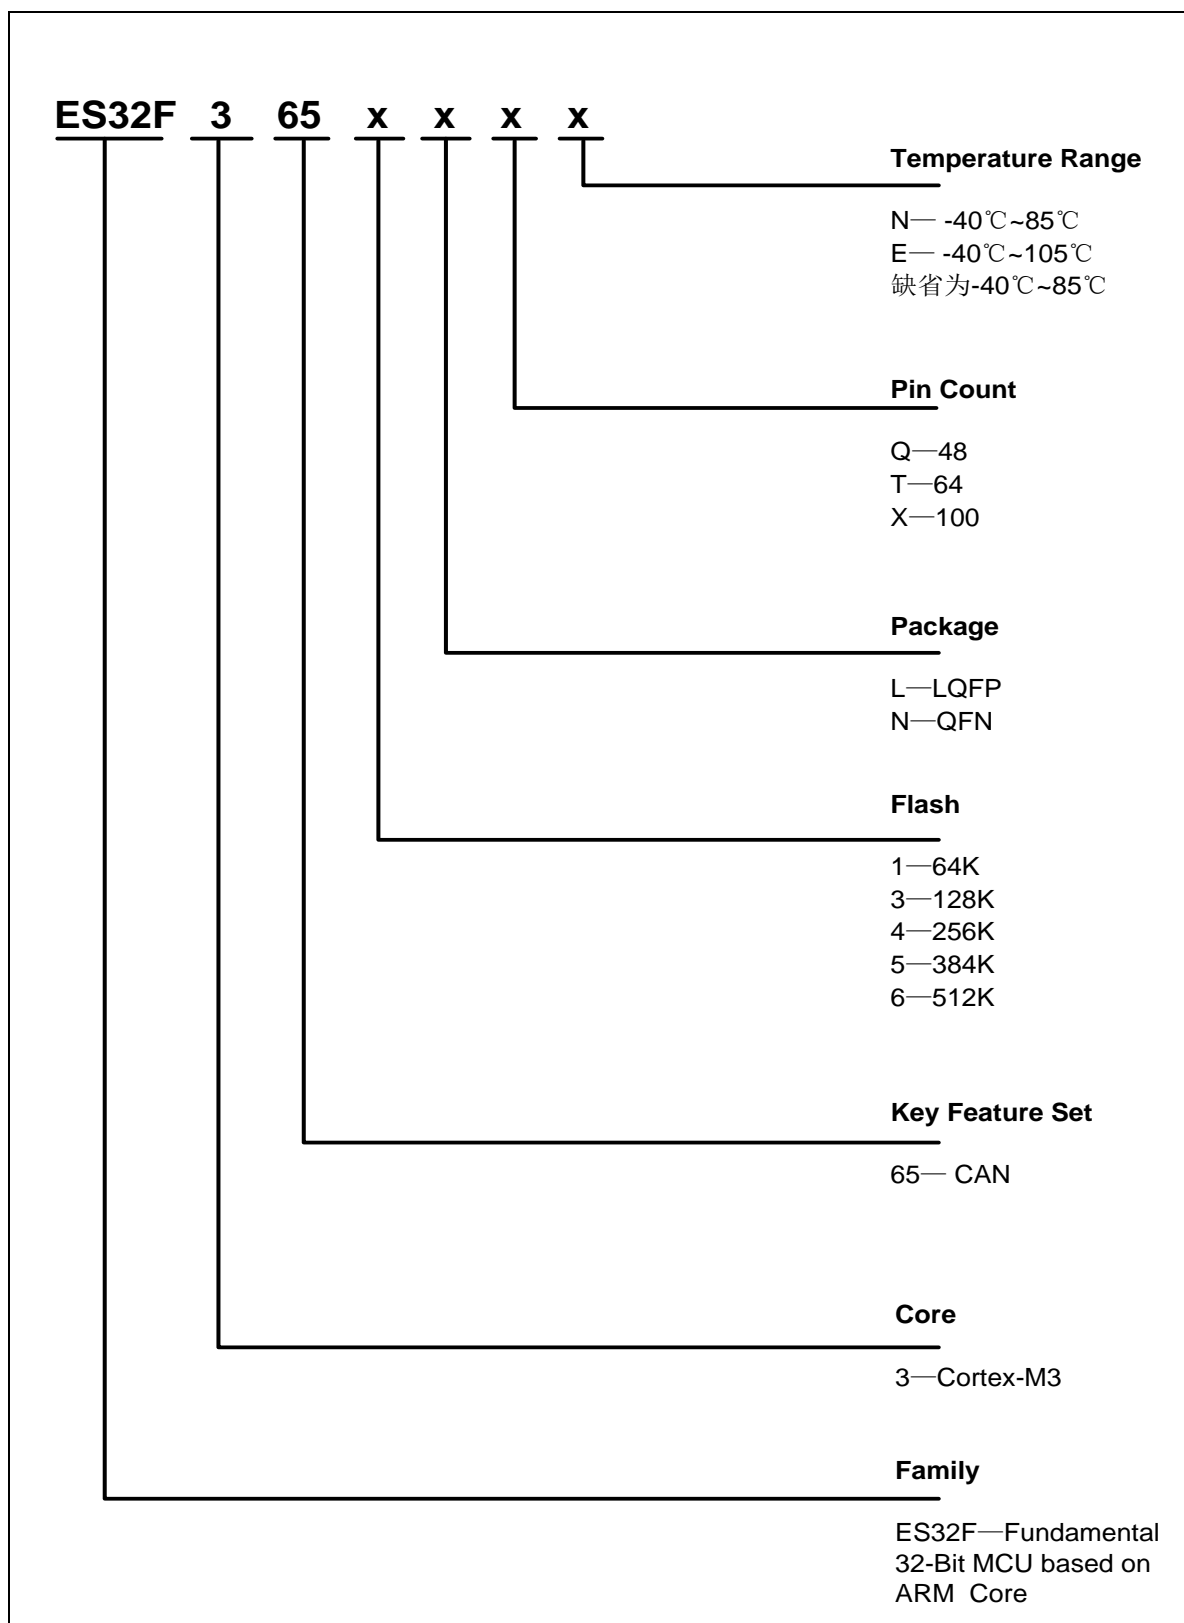 ES32F 3 65 x x x x
Temperature Range
N— -40℃~85℃
E— -40℃~105℃
缺省为-40℃~85℃
Pin Count
Q—48
T—64
X—100
Package
L—LQFP
N—QFN
Flash
1—64K
3—128K
4—256K
5—384K
6—512K
Key Feature Set
65— CAN
Core
3—Cortex-M3
Family
ES32F—Fundamental
32-Bit MCU based on
ARM Core